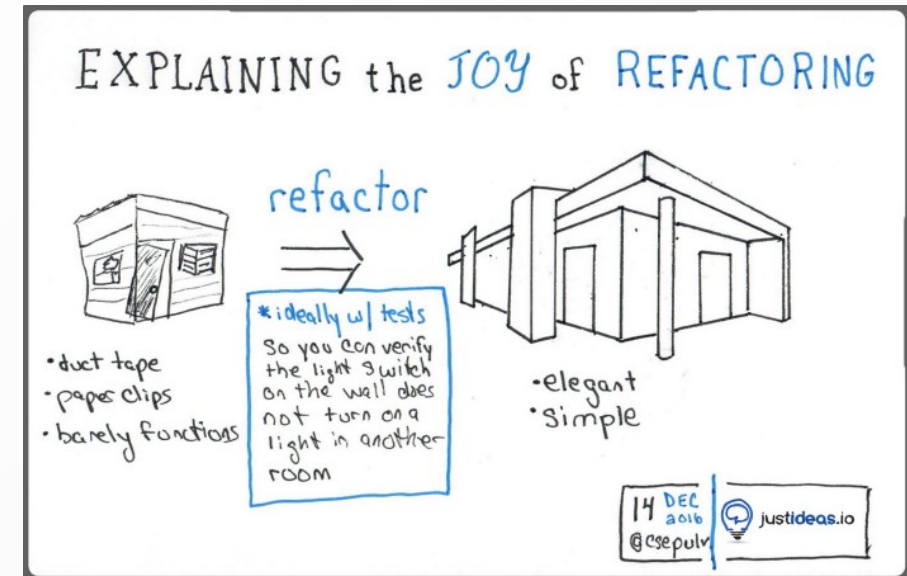 EXPLAINING the JOY of REFACTORING
refactor
• duct tape
• paper clips
• barely functions
*ideally w/ tests
So you can verify
the light switch
on the wall does
not turn on a
light in another
room
• elegant
• Simple
14 DEC
2016
@csepulv
justideas.io